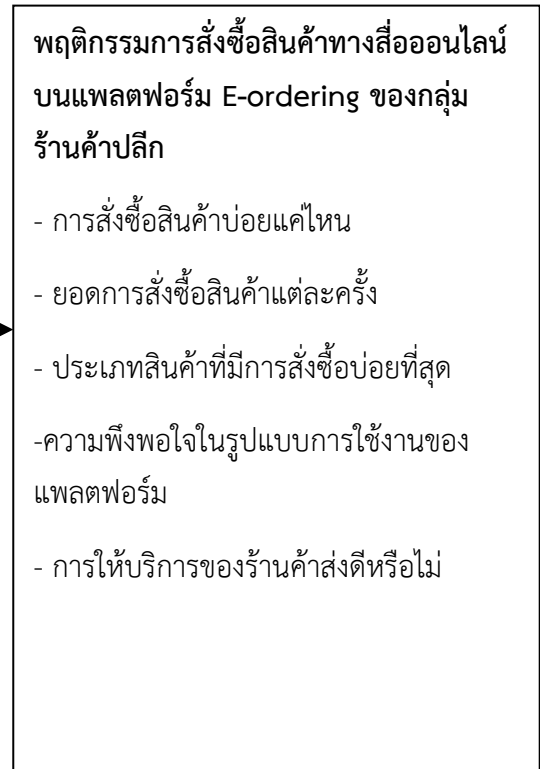 พฤติกรรมการสั่งซื้อสินค้าทางสื่อออนไลน์
บนแพลตฟอร์ม E-ordering ของกลุ่ม
ร้านค้าปลีก
- การสั่งซื้อสินค้าบ่อยแค่ไหน
- ยอดการสั่งซื้อสินค้าแต่ละครั้ง
- ประเภทสินค้าที่มีการสั่งซื้อบ่อยที่สุด
-ความพึงพอใจในรูปแบบการใช้งานของ
แพลตฟอร์ม
- การให้บริการของร้านค้าส่งดีหรือไม่